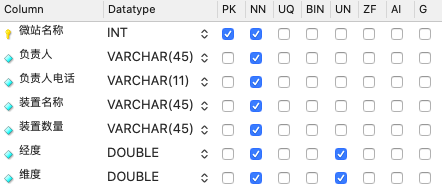 Column Datatype PK NN UQ BIN UN ZF AI G
微站名称 INT
负责人 VARCHAR(45)
负责人电话 VARCHAR(11)
装置名称 VARCHAR(45)
装置数量 VARCHAR(45)
经度 DOUBLE
维度 DOUBLE